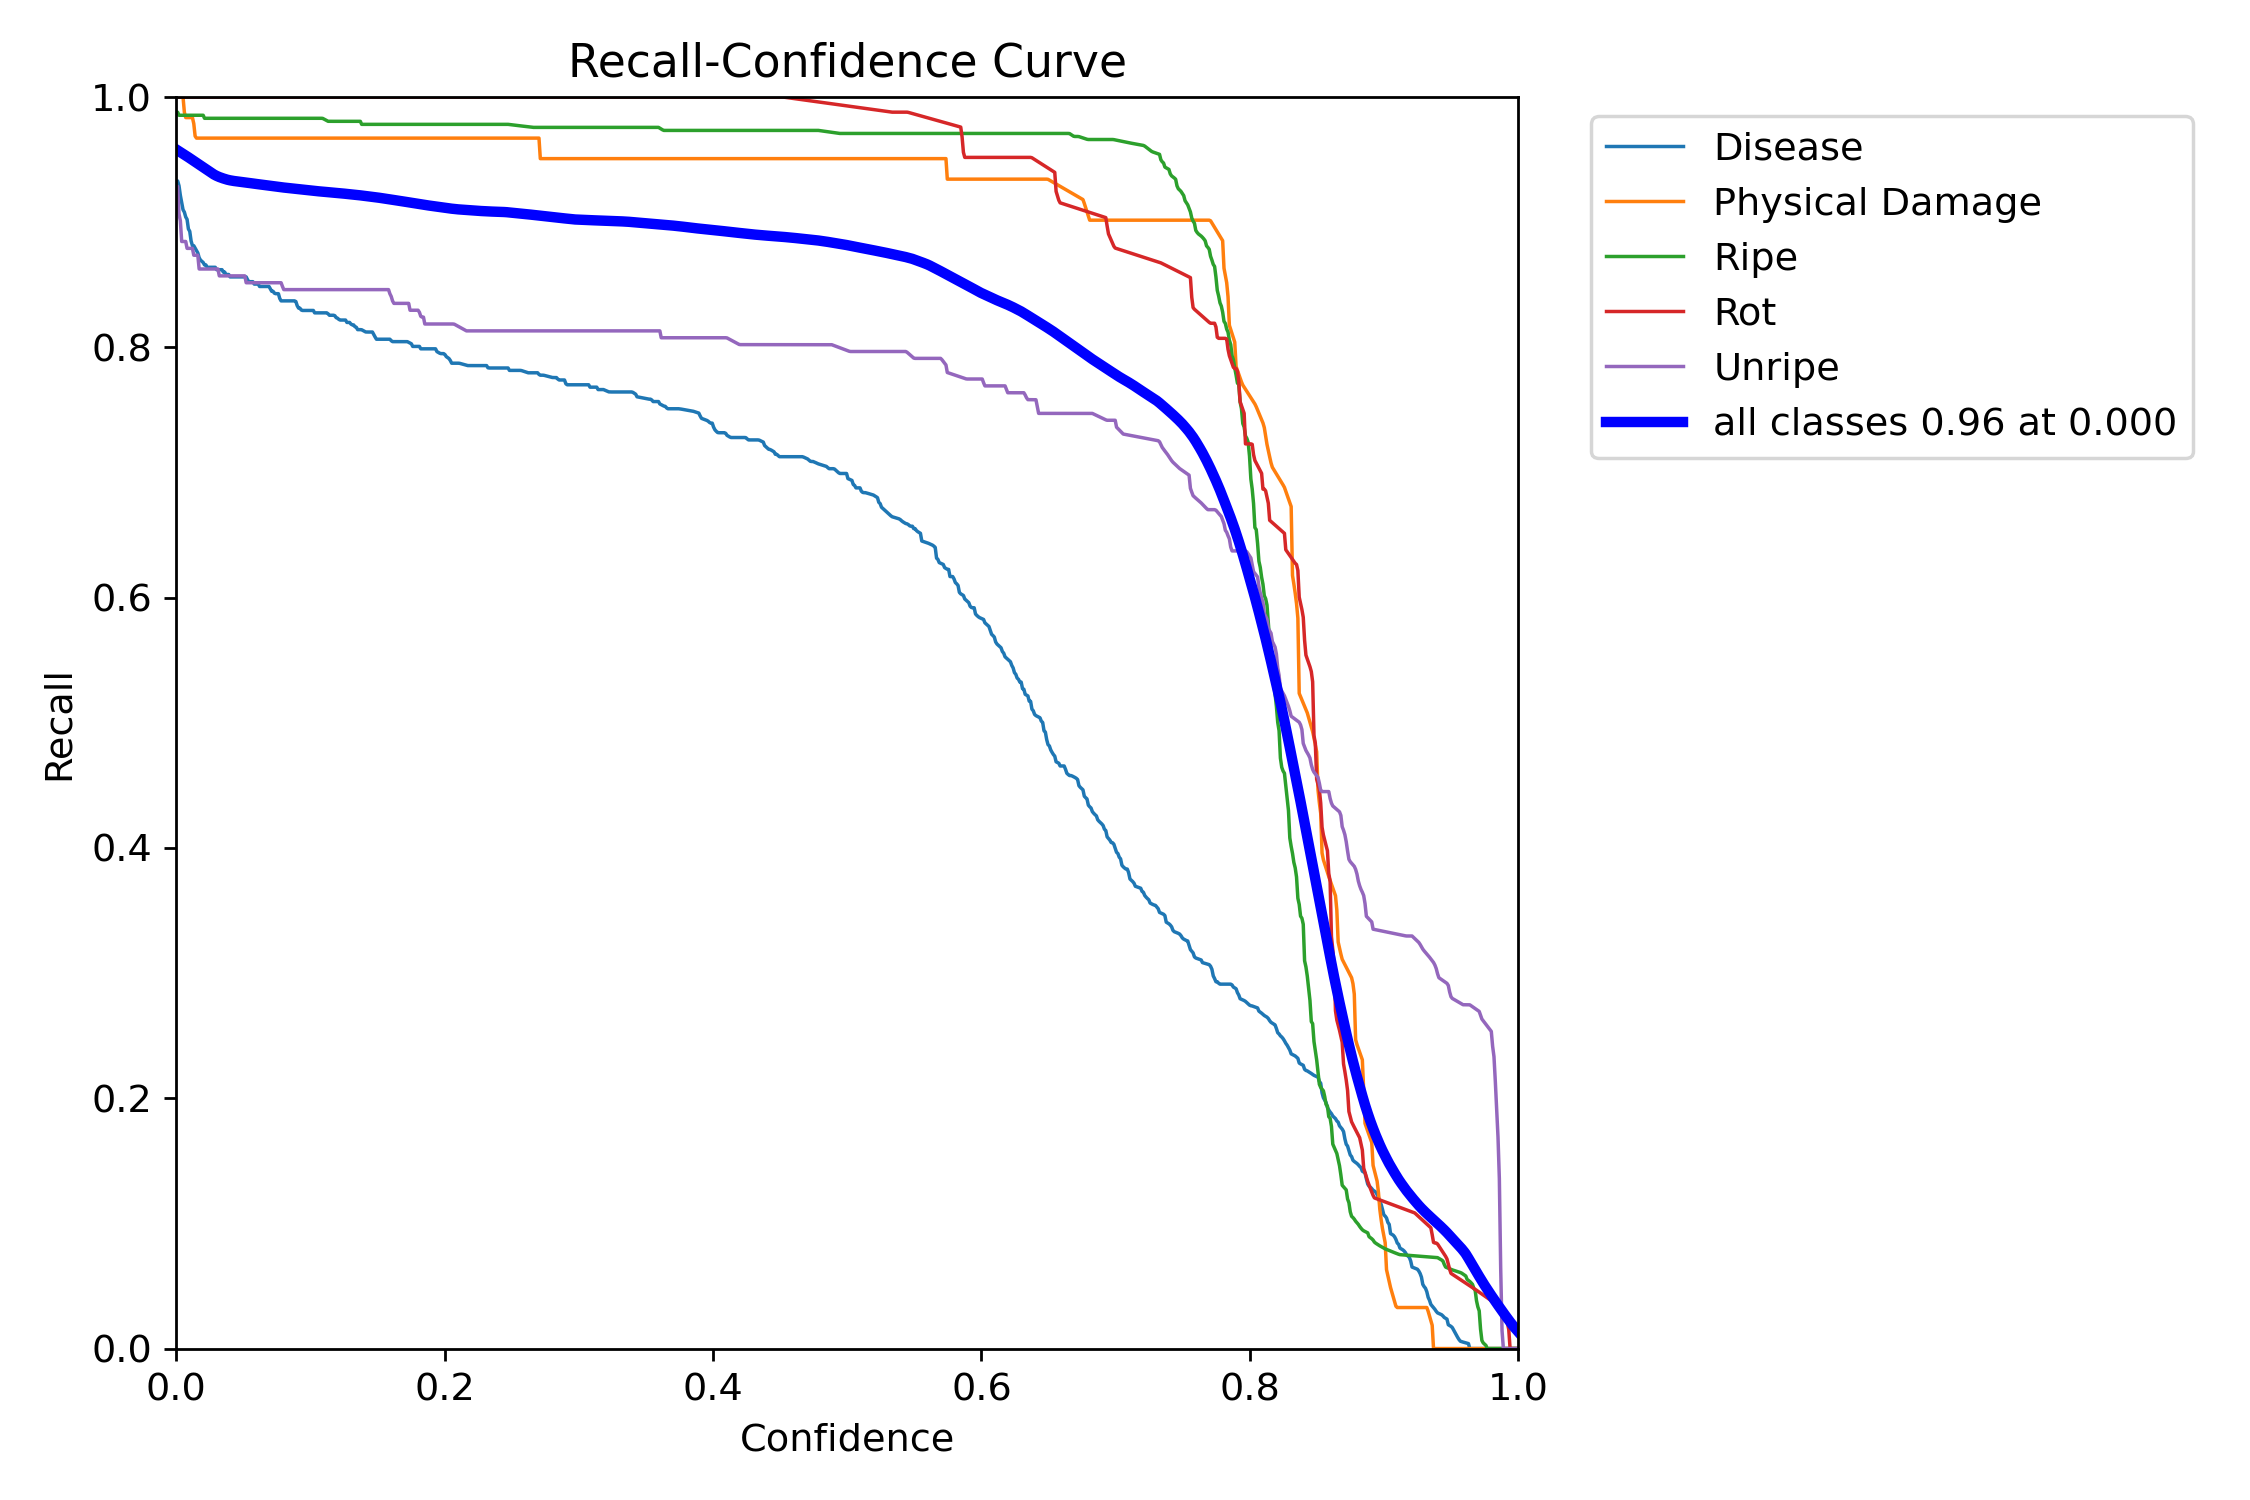 Recall-Confidence Curve
1.0
0.8
0.6
0.4
0.2
0.0
Recall
0.0 0.2 0.4 0.6 0.8 1.0
Confidence
Disease
Physical Damage
Ripe
Rot
Unripe
all classes 0.96 at 0.000